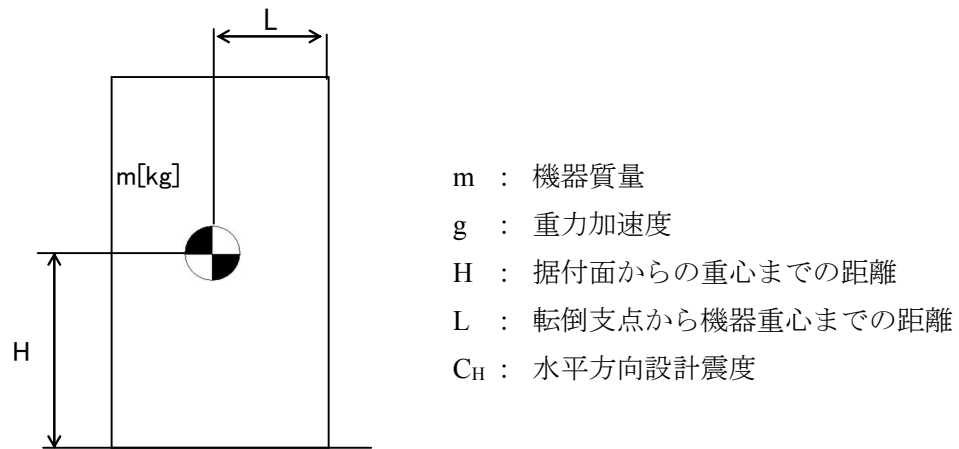 L
m[kg]
H
m : 機器質量
g : 重力加速度
H : 据付面からの重心までの距離
L : 転倒支点から機器重心までの距離
CH : 水平方向設計震度